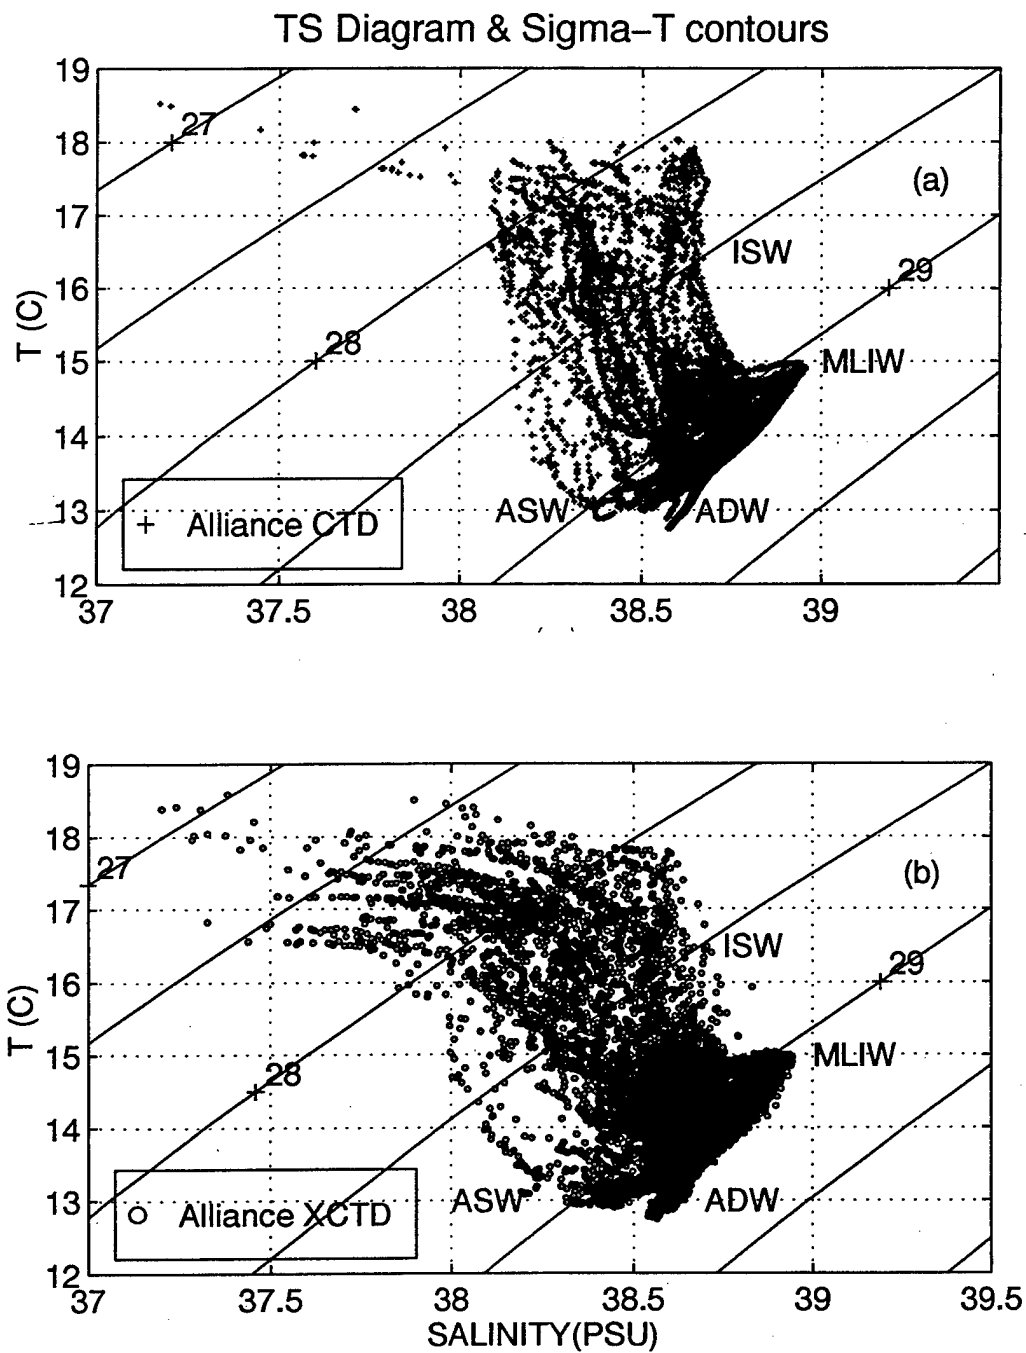 TS Diagram & Sigma-T contours
19
18
17
16
15
14
13
12
T (C)
27
28
29
(a)
ISW
MLIW
ASW
ADW
+ Alliance CTD
37 37.5 38 38.5 39
19
18
17
16
15
14
13
12
T (C)
27
28
29
(b)
ISW
MLIW
ASW
ADW
Alliance XCTD
37 37.5 38 38.5 39 39.5
SALINITY(PSU)